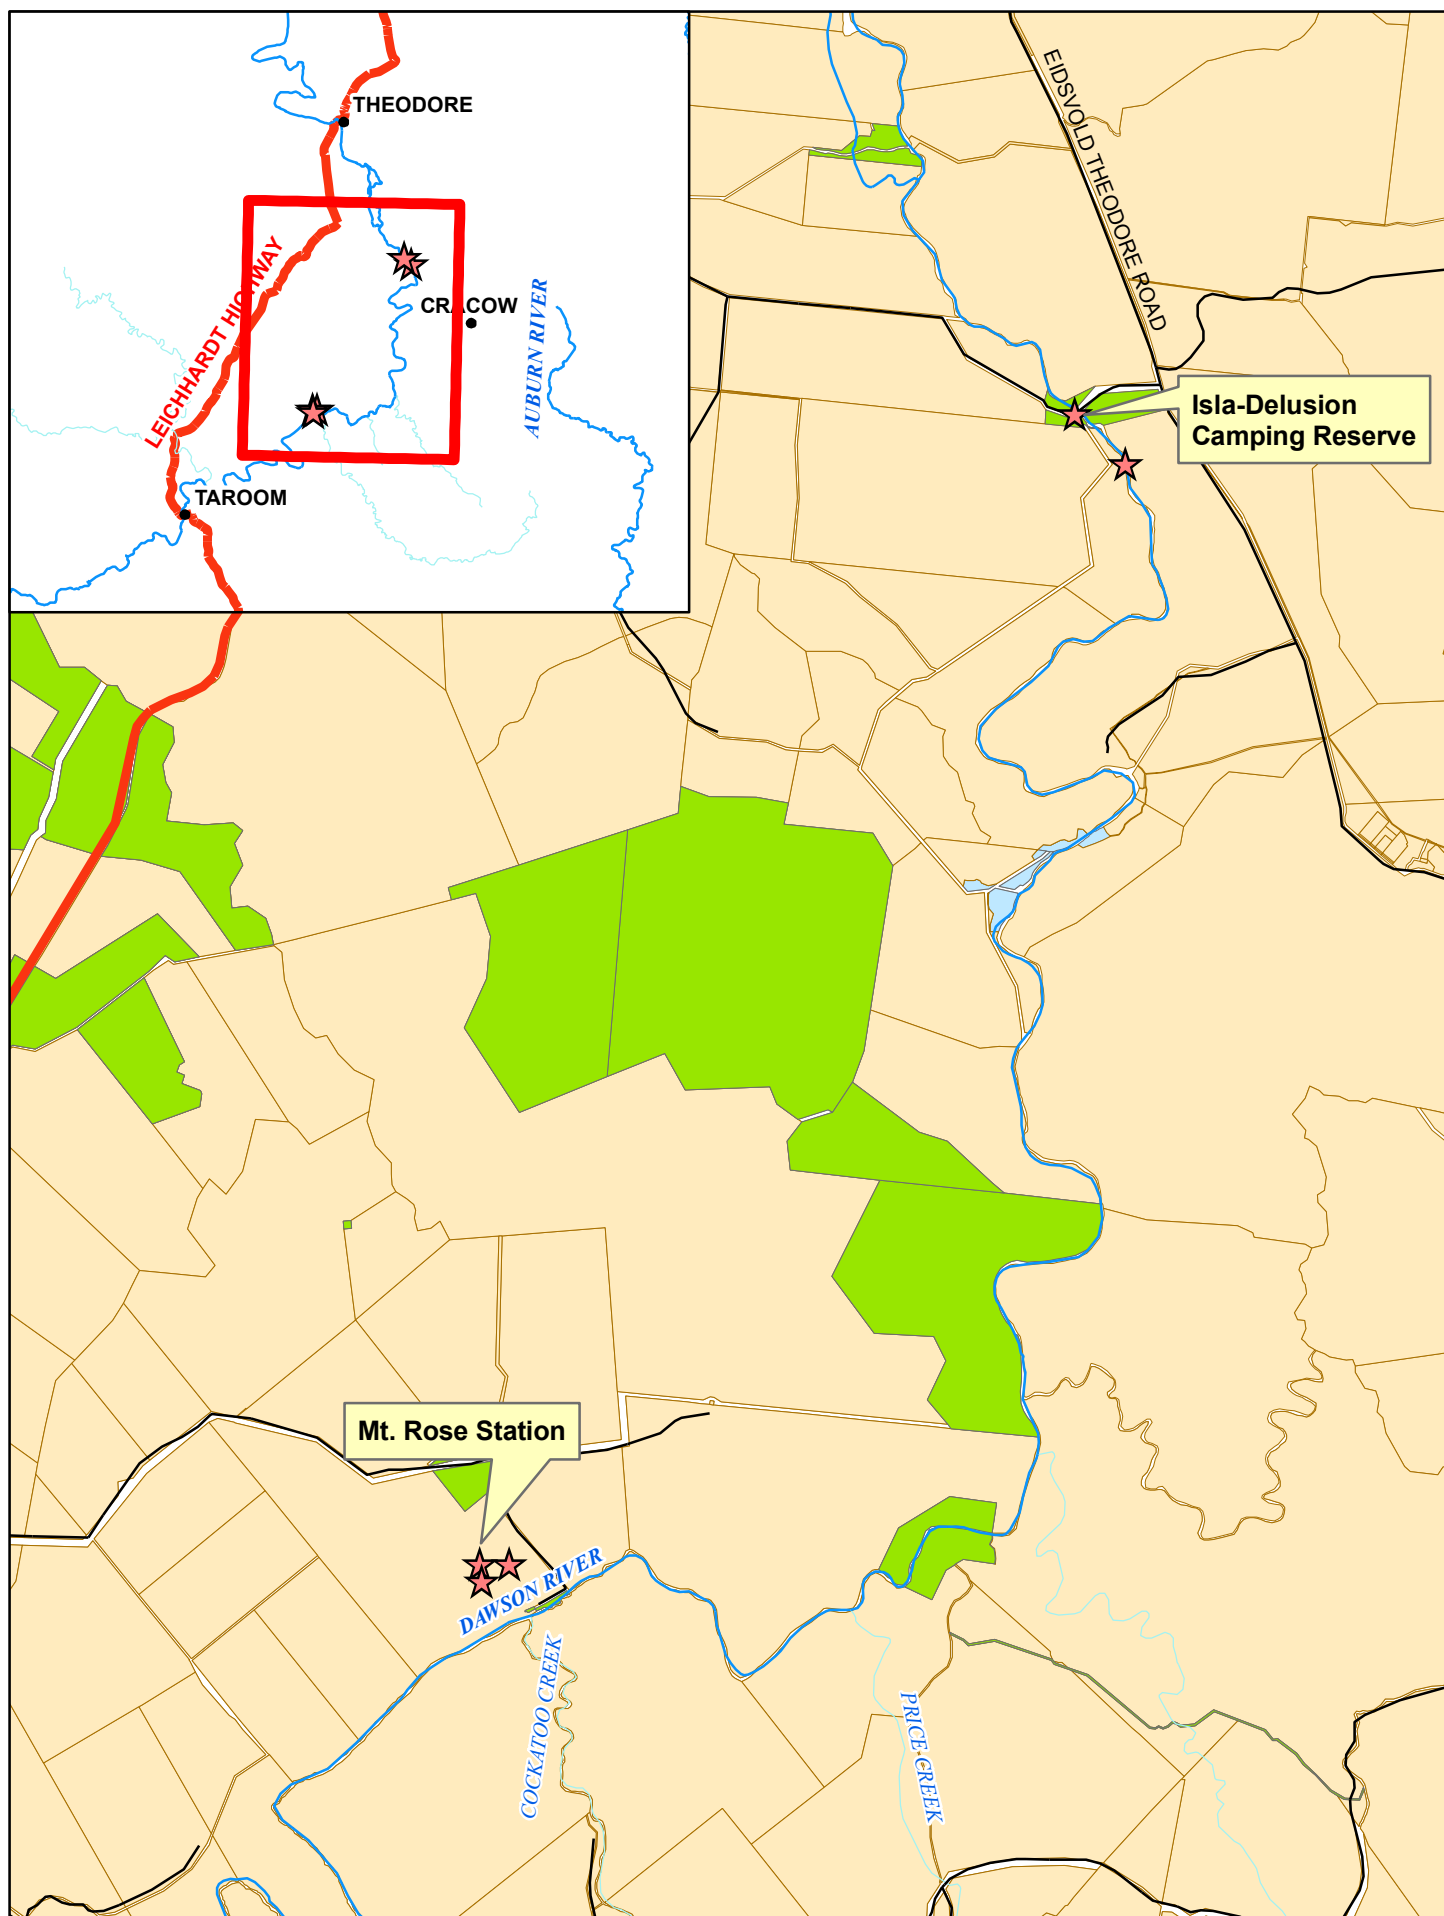 THEODORE
LEICHHARDT HIGHWAY
CRACOW
AUBURN RIVER
TAROOM
EIDSVOLD THEODORE ROAD
Isla-Delusion
Camping Reserve
Mt. Rose Station
DAWSON RIVER
COCKATOO CREEK
PRICE CREEK